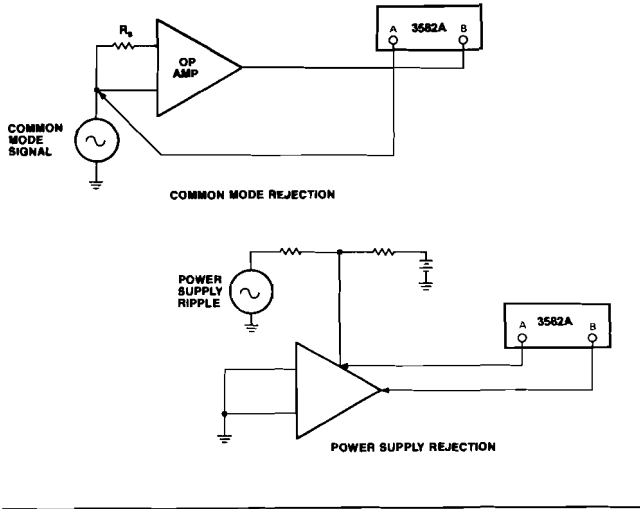 A 3582A B
Rs
OP
AMP
COMMON
MODE
SIGNAL
COMMON MODE REJECTION
POWER
SUPPLY
RIPPLE
A 3582A B
POWER SUPPLY REJECTION